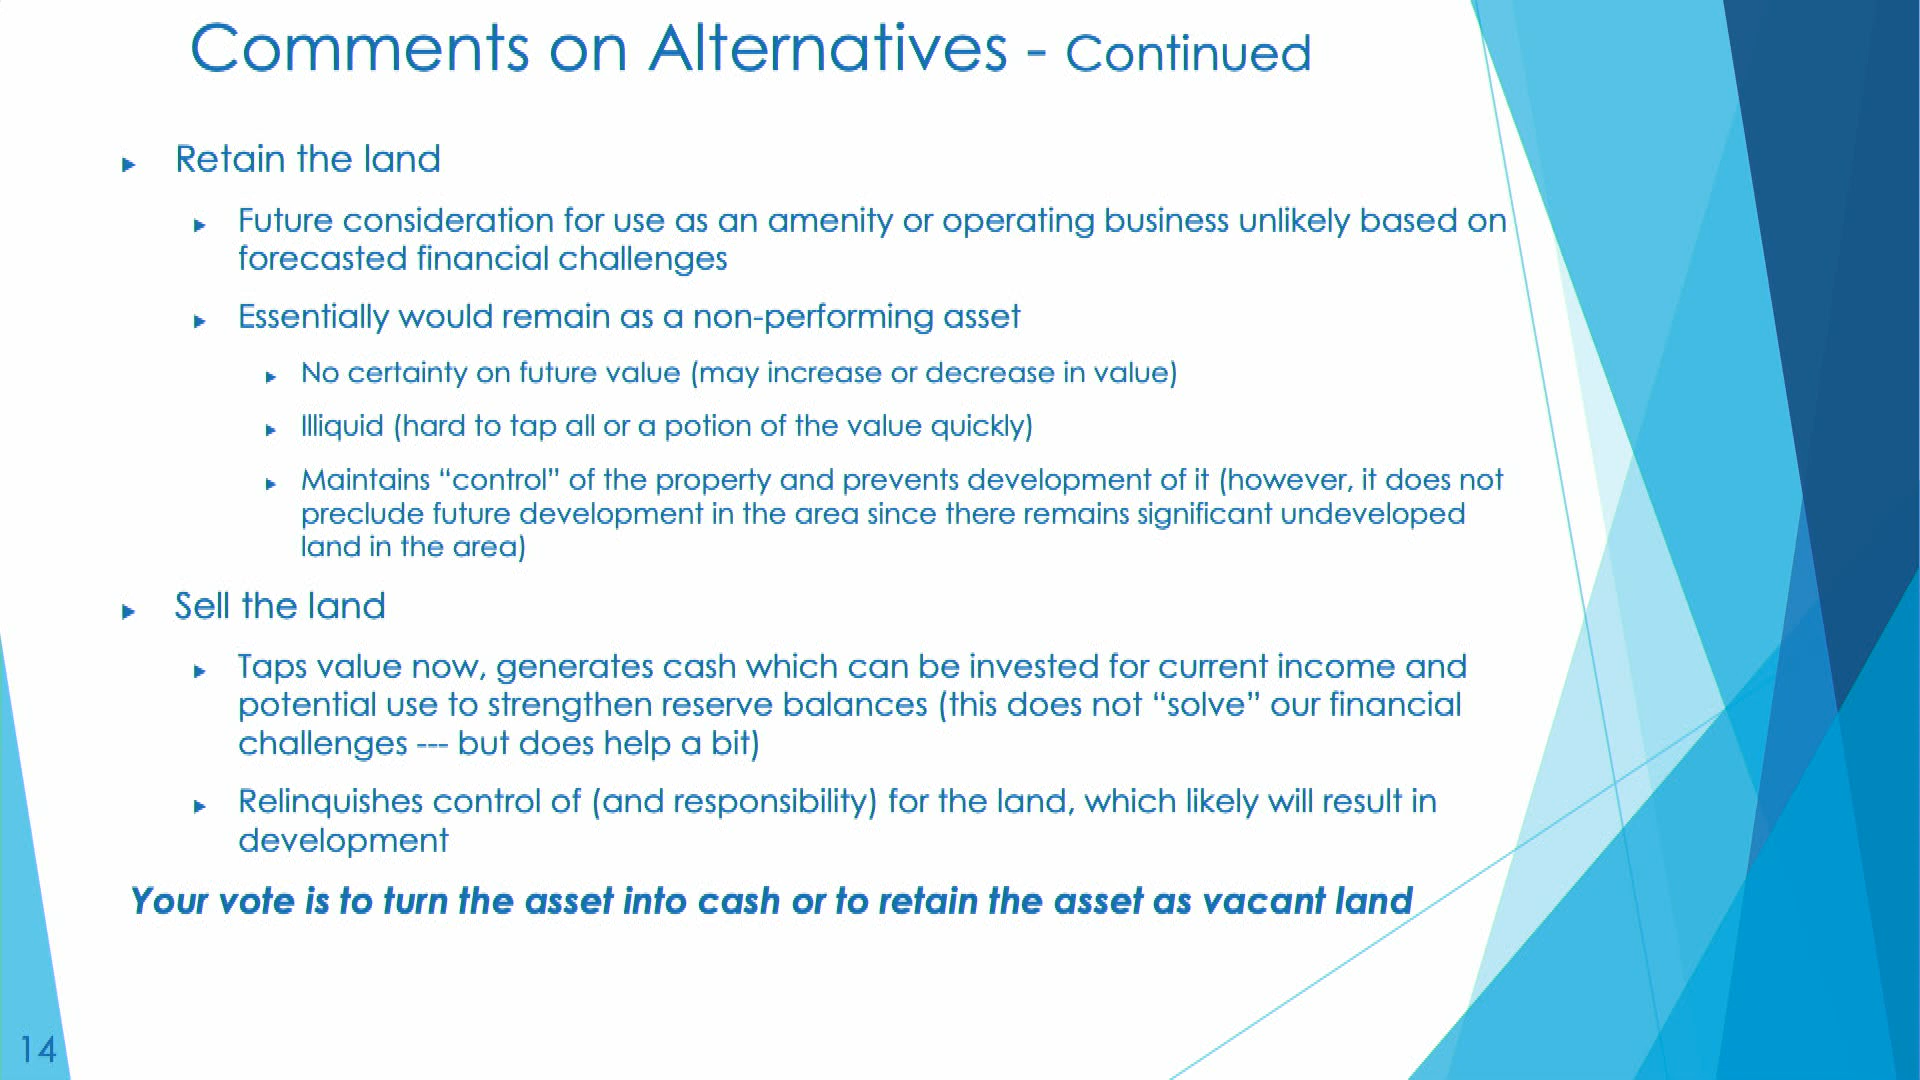 Comments on Alternatives - Continued
Retain the land
Future consideration for use as an amenity or operating business unlikely based on
forecasted financial challenges
Essentially would remain as a non-performing asset
No certainty on future value (may increase or decrease in value)
Illiquid (hard to tap all or a potion of the value quickly)
Maintains “control” of the property and prevents development of it (however, it does not
preclude future development in the area since there remains significant undeveloped
land in the area)
Sell the land
Taps value now, generates cash which can be invested for current income and
potential use to strengthen reserve balances (this does not “solve” our financial
challenges --- but does help a bit)
Relinquishes control of (and responsibility) for the land, which likely will result in
development
Your vote is to turn the asset into cash or to retain the asset as vacant land
14